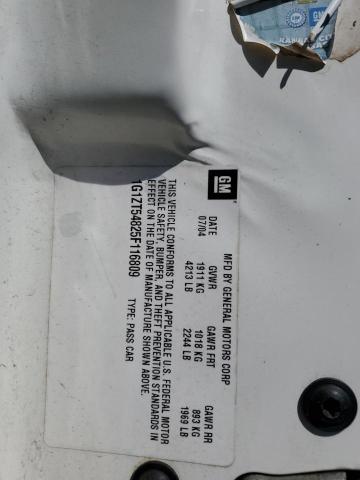 GM
MFD BY GENERAL MOTORS CORP
DATE GVWR GAWR FRT GAWR RR
07/04 1911 KG 1018 KG 893 KG
4213 LB 2244 LB 1969 LB
THIS VEHICLE CONFORMS TO ALL APPLICABLE U.S. FEDERAL MOTOR
VEHICLE SAFETY, BUMPER, AND THEFT PREVENTION STANDARDS IN
EFFECT ON THE DATE OF MANUFACTURE SHOWN ABOVE.
1G1ZT54825F116809 TYPE: PASS CAR
GM
KANSAS